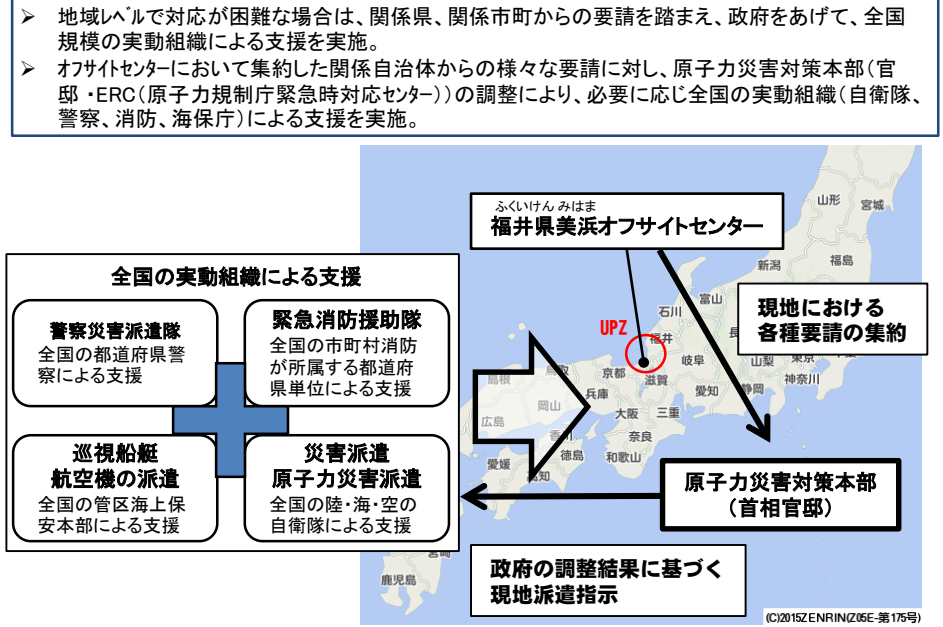 ➢ 地域ﾚﾍﾞﾙで対応が困難な場合は、関係県、関係市町からの要請を踏まえ、政府をあげて、全国
規模の実動組織による支援を実施。
➢ ｵﾌｻｲﾄｾﾝﾀｰにおいて集約した関係自治体からの様々な要請に対し、原子力災害対策本部(官
邸・ERC(原子力規制庁緊急時対応ｾﾝﾀｰ))の調整により、必要に応じ全国の実動組織(自衛隊、
警察、消防、海保庁)による支援を実施。
ふくいけん みはま
福井県美浜オフサイトセンター
山形
宮城
新潟
福島
全国の実動組織による支援
警察災害派遣隊
全国の都道府県警
察による支援
緊急消防援助隊
全国の市町村消防
が所属する都道府
県単位による支援
巡視船艇
航空機の派遣
全国の管区海上保
安本部による支援
災害派遣
原子力災害派遣
全国の陸・海・空の
自衛隊による支援
現地における
各種要請の集約
富山
石川
UPZ
福井
岐阜
山梨
東京
神奈川
静岡
愛知
滋賀
京都
兵庫
鳥取
島根
岡山
広島
大阪
三重
奈良
和歌山
香川
徳島
愛媛
高知
原子力災害対策本部
(首相官邸)
宮崎
鹿児島
政府の調整結果に基づく
現地派遣指示
(C)2015ZENRIN(Z05E-第175号)